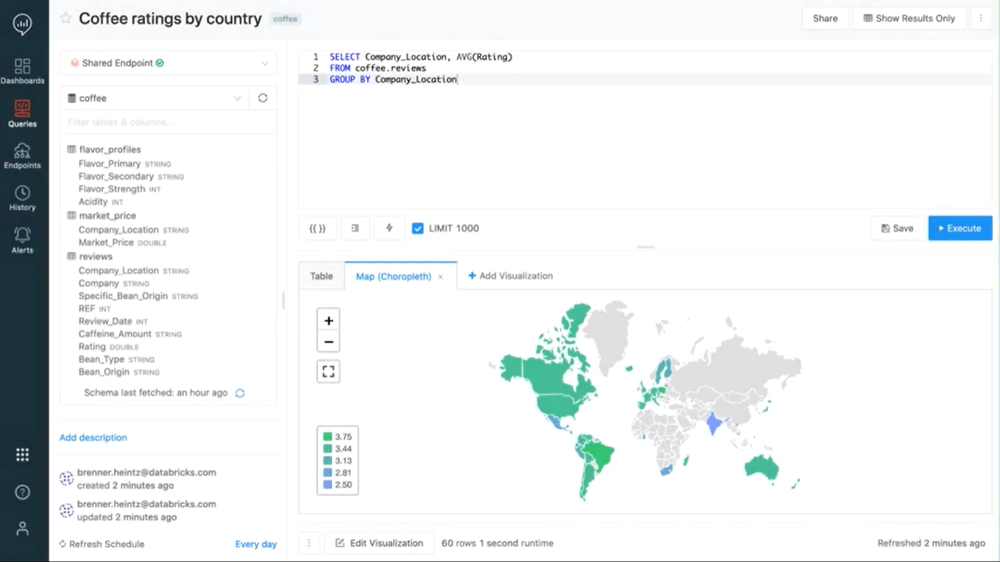 Coffee ratings by country
coffee
Share
Show Results Only
Dashboards
Queries
Endpoints
History
Alerts
Shared Endpoint
coffee
Filter tables & columns...
flavor_profiles
Flavor_Primary STRING
Flavor_Secondary STRING
Flavor_Strength INT
Acidity INT
market_price
Company_Location STRING
Market_Price DOUBLE
reviews
Company_Location STRING
Company STRING
Specific_Bean_Origin STRING
REF INT
Review_Date INT
Caffeine_Amount STRING
Rating DOUBLE
Bean_Type STRING
Bean_Origin STRING
Schema last fetched: an hour ago
Add description
brenner.heintz@databricks.com
created 2 minutes ago
brenner.heintz@databricks.com
updated 2 minutes ago
Refresh Schedule
Every day
1 SELECT Company_Location, AVG(Rating)
2 FROM coffee.reviews
3 GROUP BY Company_Location
{{ }}
LIMIT 1000
Save
Execute
Table
Map (Choropleth) ×
+ Add Visualization
+
−
3.75
3.44
3.13
2.81
2.50
Edit Visualization
60 rows 1 second runtime
Refreshed 2 minutes ago